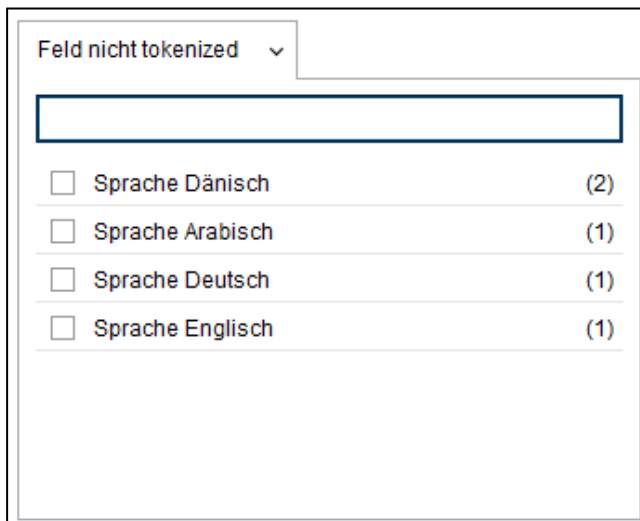 Feld nicht tokenized
Sprache Dänisch (2)
Sprache Arabisch (1)
Sprache Deutsch (1)
Sprache Englisch (1)